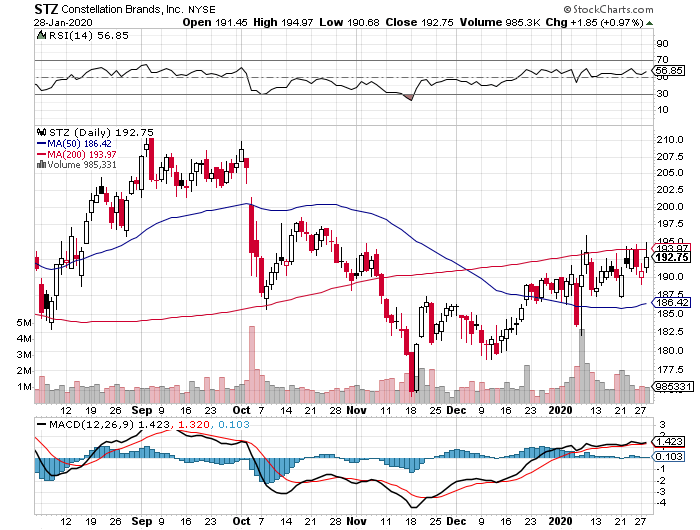 STZ Constellation Brands, Inc. NYSE © StockCharts.com
28-Jan-2020 Open 191.45 High 194.97 Low 190.68 Close 192.75 Volume 985.3K Chg +1.85 (+0.97%)
RSI(14) 56.85
90
70
56.85
50
30
10
STZ (Daily) 192.75
MA(50) 186.42
MA(200) 193.97
Volume 985,331
210.0
207.5
205.0
202.5
200.0
197.5
195.0
193.97
192.75
190.0
187.5
186.42
185.0
182.5
180.0
177.5
175.0
985331
5M
4M
3M
2M
1M
12 19 26 Sep 9 16 23 Oct 7 14 21 28 Nov 11 18 25 Dec 9 16 23 2020 13 21 27
MACD(12,26,9) 1.423, 1.320, 0.103
3
2
1.423
0.103
-1
-2
-3
-4
12 19 26 Sep 9 16 23 Oct 7 14 21 28 Nov 11 18 25 Dec 9 16 23 2020 13 21 27